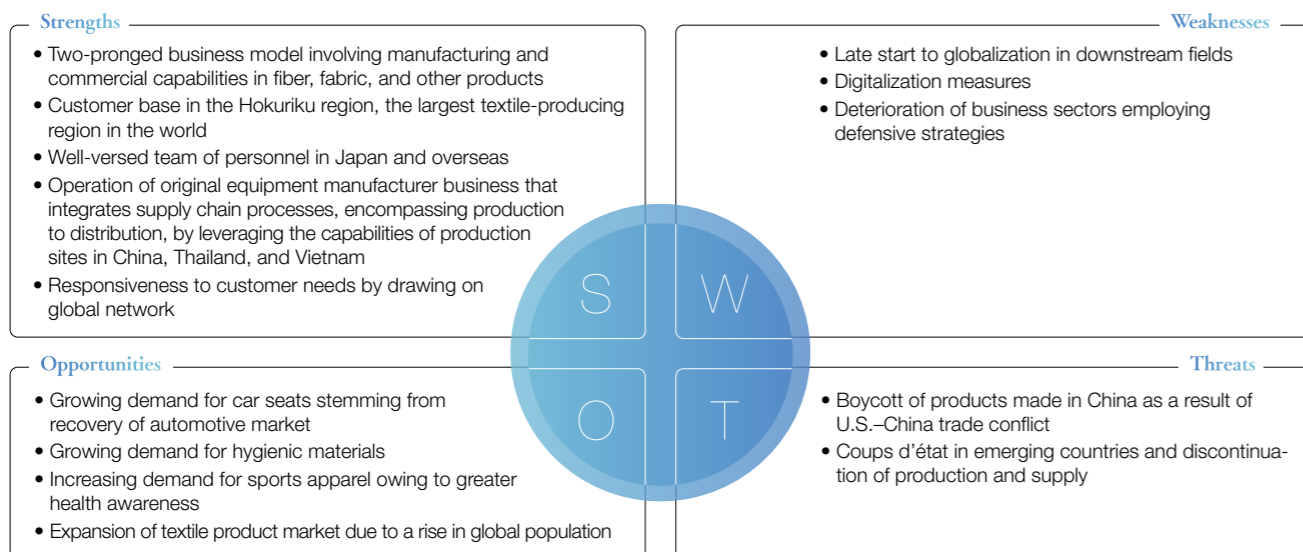 Strengths
• Two-pronged business model involving manufacturing and
commercial capabilities in fiber, fabric, and other products
• Customer base in the Hokuriku region, the largest textile-producing
region in the world
• Well-versed team of personnel in Japan and overseas
• Operation of original equipment manufacturer business that
integrates supply chain processes, encompassing production
to distribution, by leveraging the capabilities of production
sites in China, Thailand, and Vietnam
• Responsiveness to customer needs by drawing on
global network
Weaknesses
• Late start to globalization in downstream fields
• Digitalization measures
• Deterioration of business sectors employing
defensive strategies
S
W
O
T
Opportunities
• Growing demand for car seats stemming from
recovery of automotive market
• Growing demand for hygienic materials
• Increasing demand for sports apparel owing to greater
health awareness
• Expansion of textile product market due to a rise in global population
Threats
• Boycott of products made in China as a result of
U.S.–China trade conflict
• Coups d’état in emerging countries and discontinua-
tion of production and supply